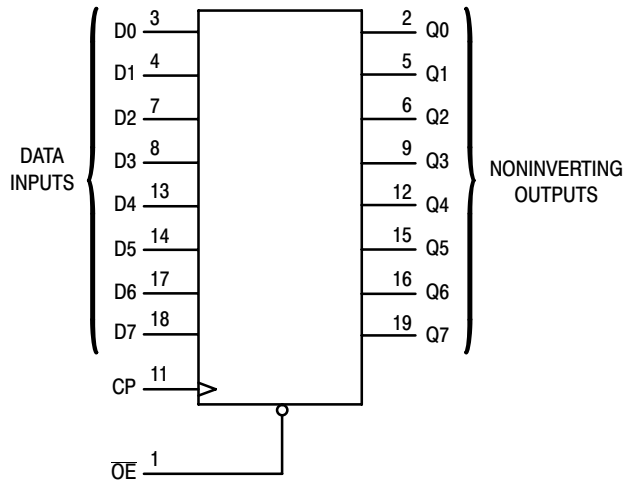 D0 3 2 Q0
D1 4 5 Q1
D2 7 6 Q2
D3 8 9 Q3
DATA
INPUTS
NONINVERTING
OUTPUTS
D4 13 12 Q4
D5 14 15 Q5
D6 17 16 Q6
D7 18 19 Q7
CP 11
O̅E̅ 1